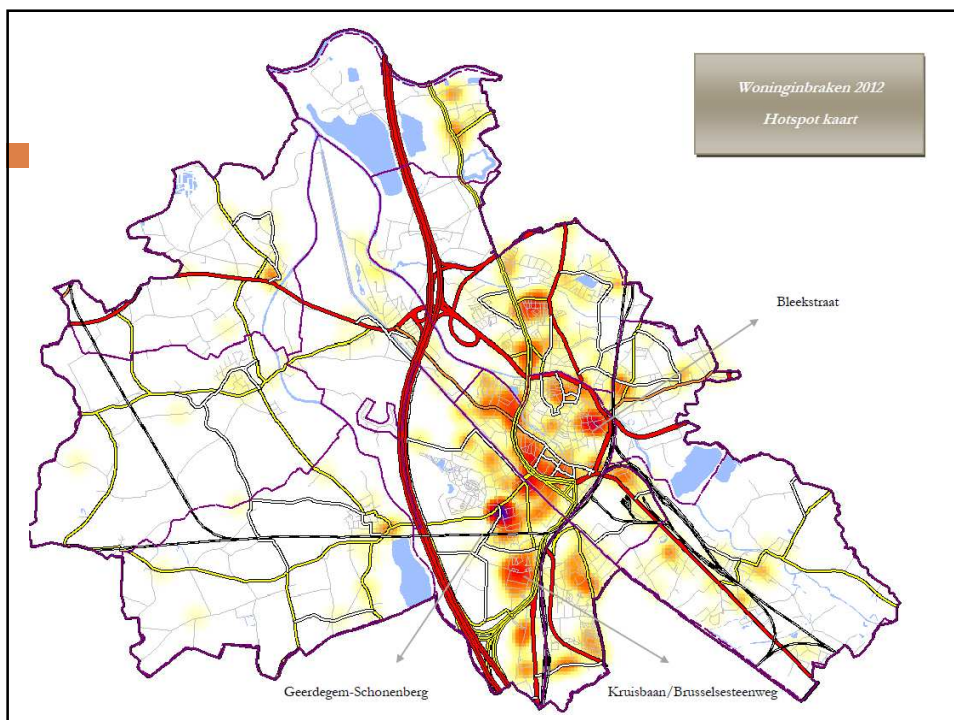 Woninginbraken 2012
Hotspot kaart
Bleekstraat
Geerdegem-Schonenberg
Kruisbaan/Brusselsesteenweg